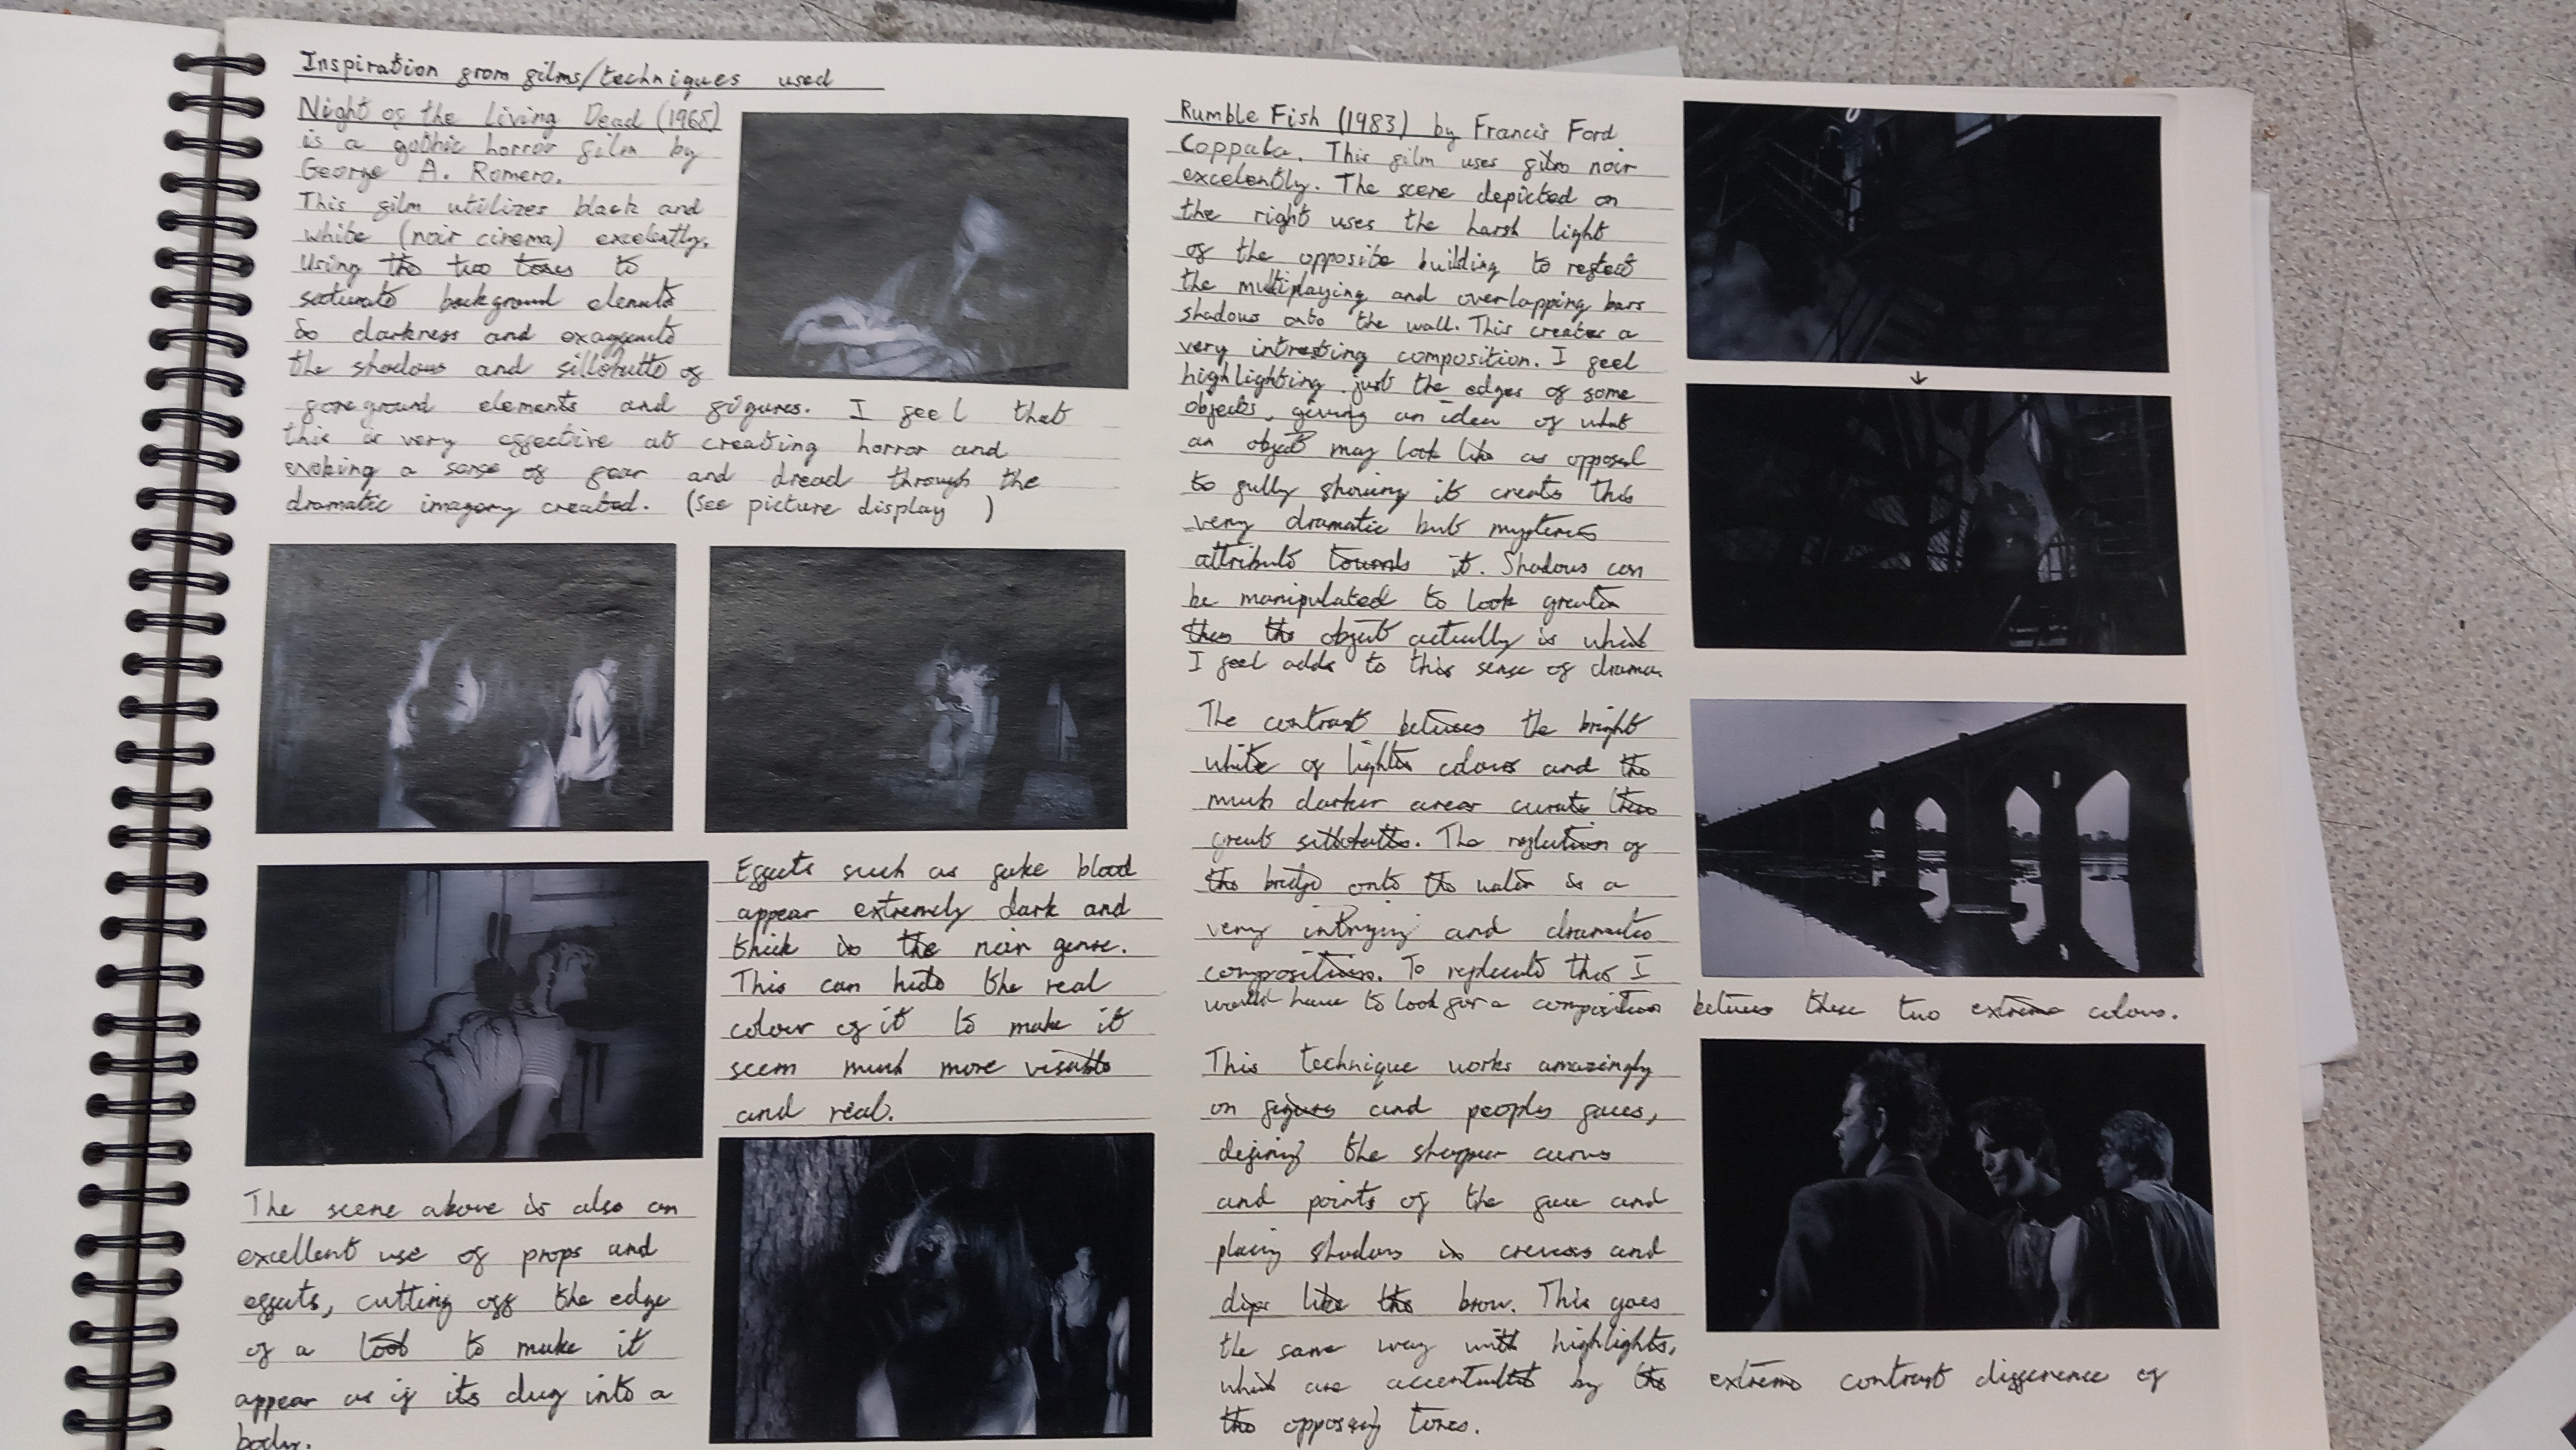 Inspiration from films/techniques used
Night of the living Dead (1968)
is a gothic horror film by
George A. Romero.
This film utilizes black and
white (noir cinema) excelently.
Using the two tones to
saturate background elements
so darkness and exagerate
the shadows and sillohutte of
foreground elements and figures. I feel that
this is very effective at creating horror and
evoking a sense of fear and dread through the
dramatic imagery created. (see picture display)
Effects such as fake blood
appear extremely dark and
thick in the noir genre.
This can hide the real
colour of it to make it
seem much more visible
and real.
The scene above is also an
excellent use of props and
effects, cutting off the edge
of a tool to make it
appear as if its dug into a
body.
Rumble Fish (1983) by Francis Ford
Coppola. This film uses film noir
excelently. The scene depicted on
the right uses the harsh light
of the opposite building to reflect
the multiplaying and overlapping bars
shadows onto the wall. This creates a
very intresting composition. I feel
highlighting just the edges of some
objects, giving an idea of what
an object may look like as opposed
to fully showing it creates this
very dramatic but mysterious
attribute towards it. Shadows can
be manipulated to look greater
then the object actually is which
I feel adds to this sense of drama
The contrast between the bright
white of lighter colours and the
much darker areas create these
great sillohuttes. The reflection of
the bridge onto the water is a
very intriging and dramatic
composition. To replicate this I
would have to look for a composition
between these two extreme colours.
This technique works amazingly
on figures and peoples faces,
defining the sharper curves
and points of the face and
placing shadows in creases and
dips like the brow. This goes
the same way with highlights,
which are accentuated by the
extreme contrast difference of
the opposing tones.